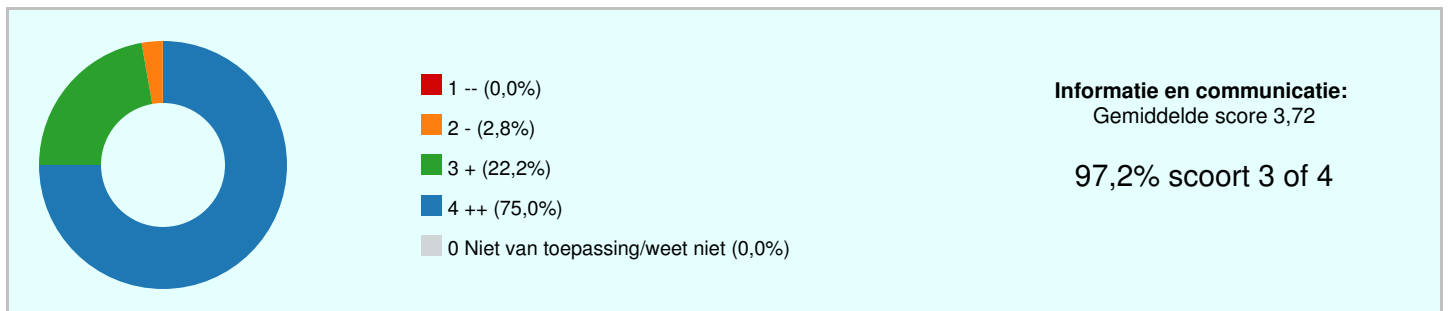 1 -- (0,0%)
2 - (2,8%)
3 + (22,2%)
4 ++ (75,0%)
0 Niet van toepassing/weet niet (0,0%)
Informatie en communicatie:
Gemiddelde score 3,72
97,2% scoort 3 of 4